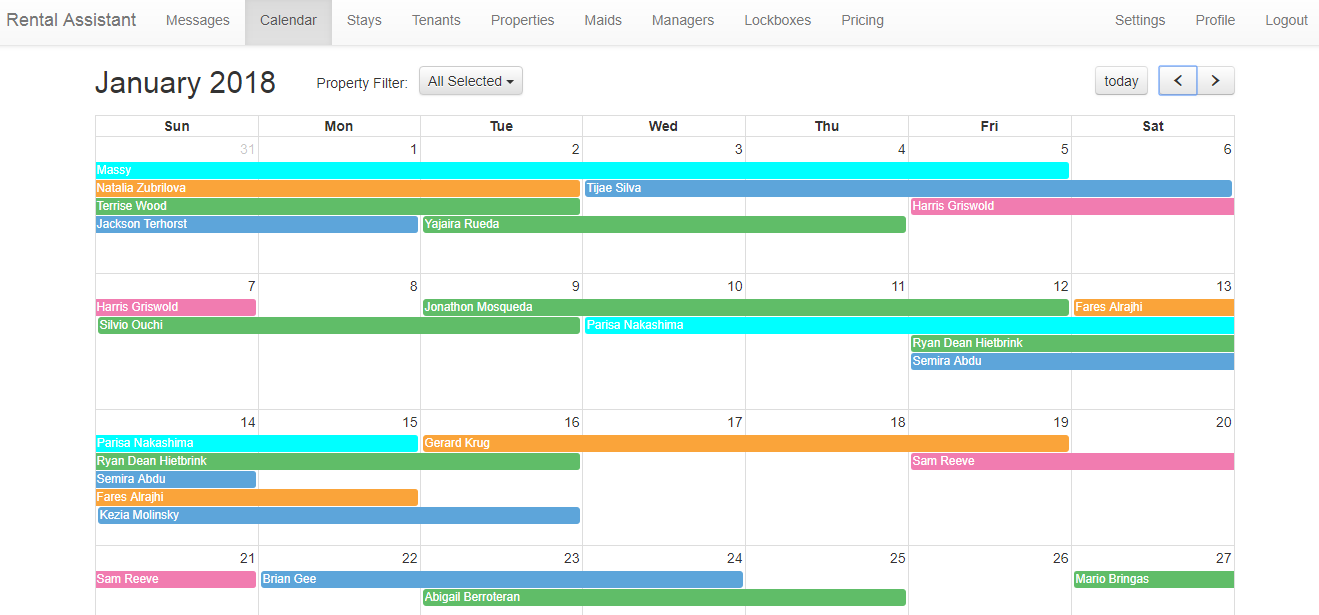 Rental Assistant Messages Calendar Stays Tenants Properties Maids Managers Lockboxes Pricing Settings Profile Logout
January 2018 Property Filter: All Selected today < >
Sun Mon Tue Wed Thu Fri Sat
31 1 2 3 4 5 6
Massy
Natalia Zubrilova Tijae Silva
Terrise Wood Harris Griswold
Jackson Terhorst Yajaira Rueda
7 8 9 10 11 12 13
Harris Griswold Jonathon Mosqueda Fares Alrajhi
Silvio Ouchi Parisa Nakashima
Ryan Dean Hietbrink
Semira Abdu
14 15 16 17 18 19 20
Parisa Nakashima Gerard Krug
Ryan Dean Hietbrink Sam Reeve
Semira Abdu
Fares Alrajhi
Kezia Molinsky
21 22 23 24 25 26 27
Sam Reeve Brian Gee Mario Bringas
Abigail Berroteran